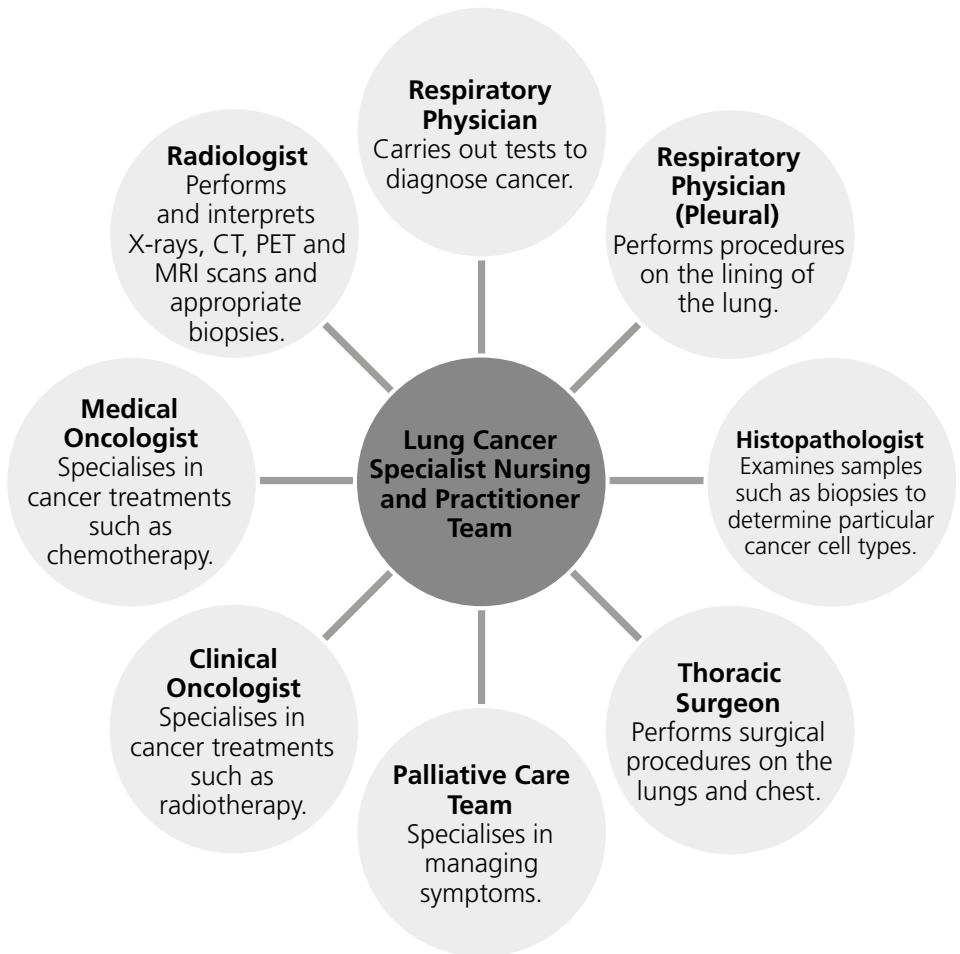 Respiratory
Physician
Carries out tests to
diagnose cancer.
Respiratory
Physician
(Pleural)
Performs procedures
on the lining of
the lung.
Histopathologist
Examines samples
such as biopsies to
determine particular
cancer cell types.
Thoracic
Surgeon
Performs surgical
procedures on the
lungs and chest.
Palliative Care
Team
Specialises in
managing
symptoms.
Clinical
Oncologist
Specialises in
cancer treatments
such as
radiotherapy.
Medical
Oncologist
Specialises in
cancer treatments
such as
chemotherapy.
Radiologist
Performs
and interprets
X-rays, CT, PET and
MRI scans and
appropriate
biopsies.
Lung Cancer
Specialist Nursing
and Practitioner
Team